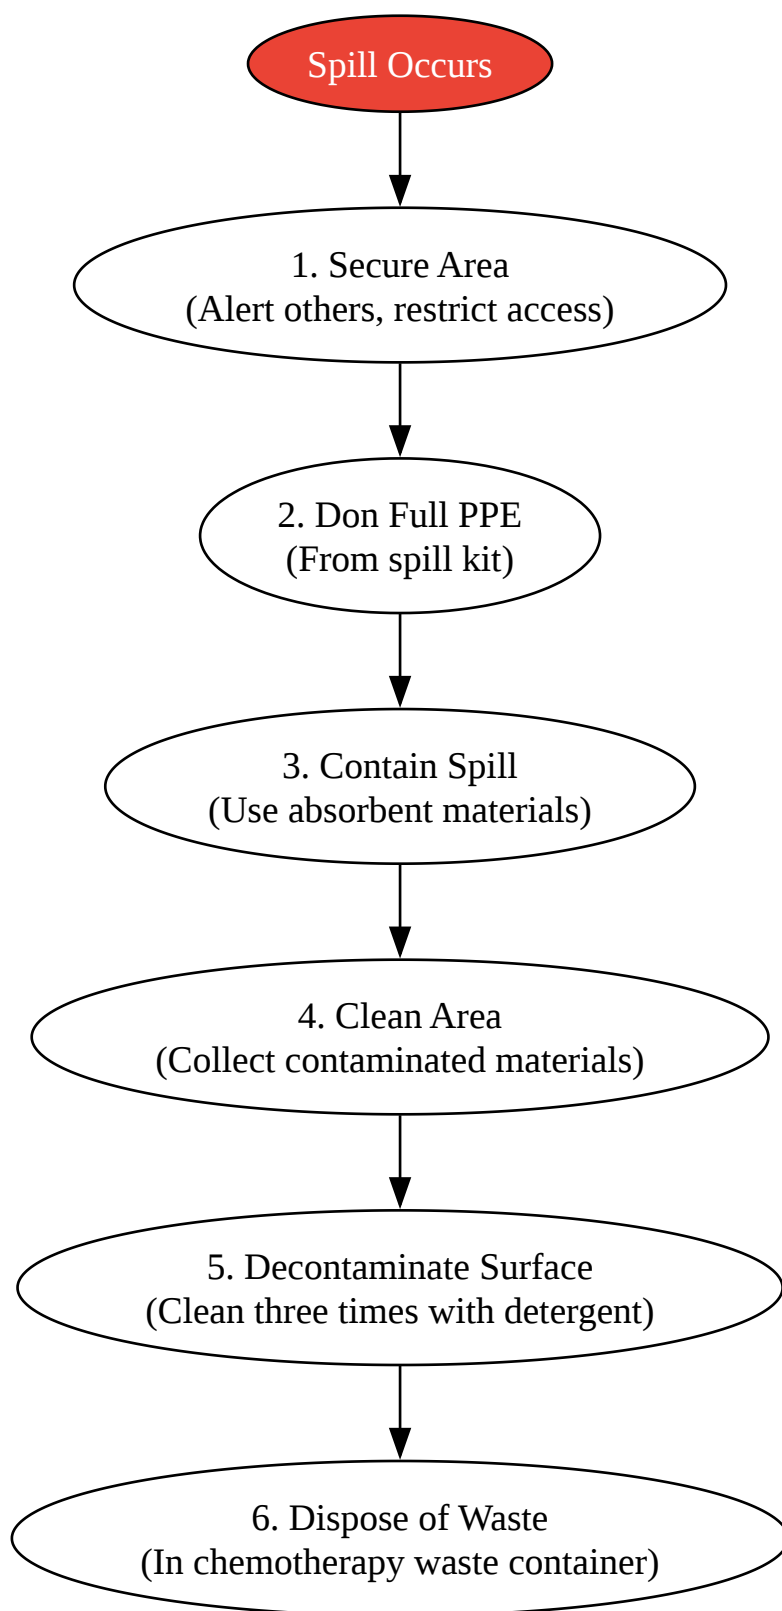 Spill Occurs
1. Secure Area
(Alert others, restrict access)
2. Don Full PPE
(From spill kit)
3. Contain Spill
(Use absorbent materials)
4. Clean Area
(Collect contaminated materials)
5. Decontaminate Surface
(Clean three times with detergent)
6. Dispose of Waste
(In chemotherapy waste container)